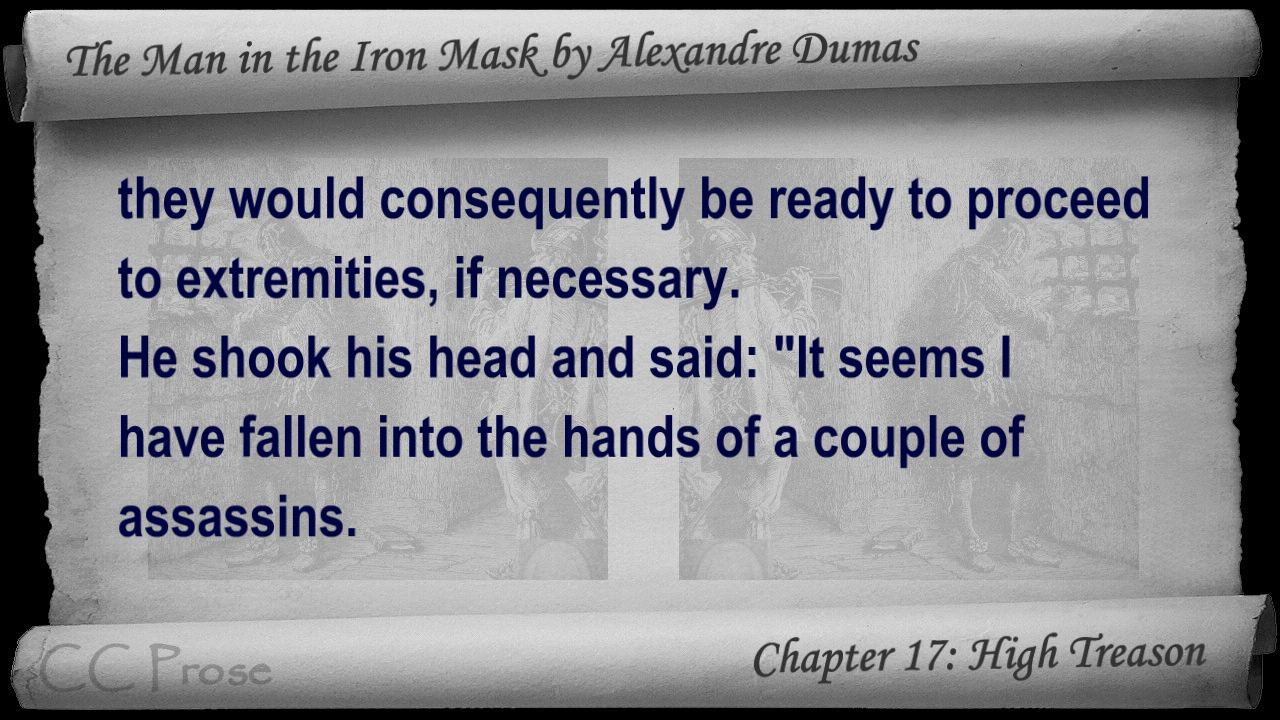 The Man in the Iron Mask by Alexandre Dumas
they would consequently be ready to proceed
to extremities, if necessary.
He shook his head and said: "It seems I
have fallen into the hands of a couple of
assassins.
CC Prose
Chapter 17: High Treason